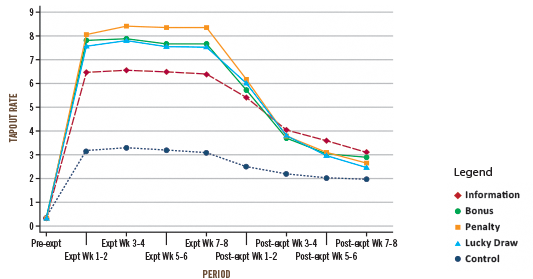 9
8
7
6
5
4
3
2
1
0
TAPOUT RATE
Pre-expt Expt Wk 3-4 Expt Wk 7-8 Post-expt Wk 3-4 Post-expt Wk 7-8
Expt Wk 1-2 Expt Wk 5-6 Post-expt Wk 1-2 Post-expt Wk 5-6
PERIOD
Legend
Information
Bonus
Penalty
Lucky Draw
Control